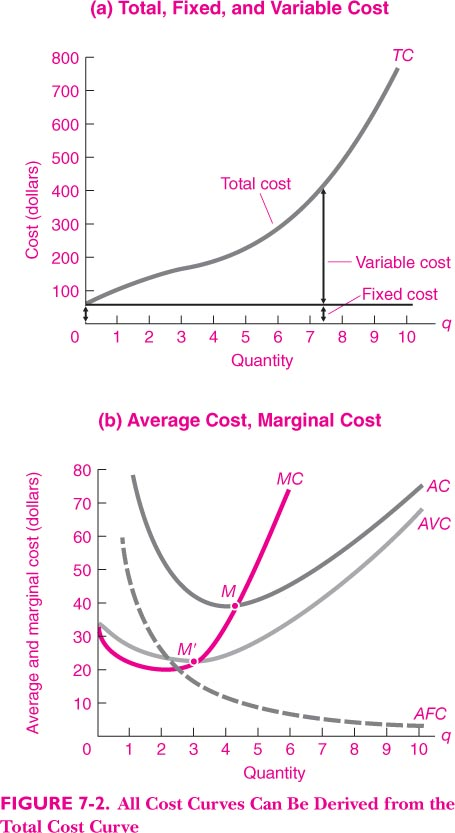 (a) Total, Fixed, and Variable Cost
800
700
600
500
400
300
200
100
Cost (dollars)
TC
Total cost
Variable cost
Fixed cost
0 1 2 3 4 5 6 7 8 9 10 q
Quantity
(b) Average Cost, Marginal Cost
80
70
60
50
40
30
20
10
Average and marginal cost (dollars)
MC
AC
AVC
M
M'
AFC
0 1 2 3 4 5 6 7 8 9 10 q
Quantity
FIGURE 7-2. All Cost Curves Can Be Derived from the
Total Cost Curve